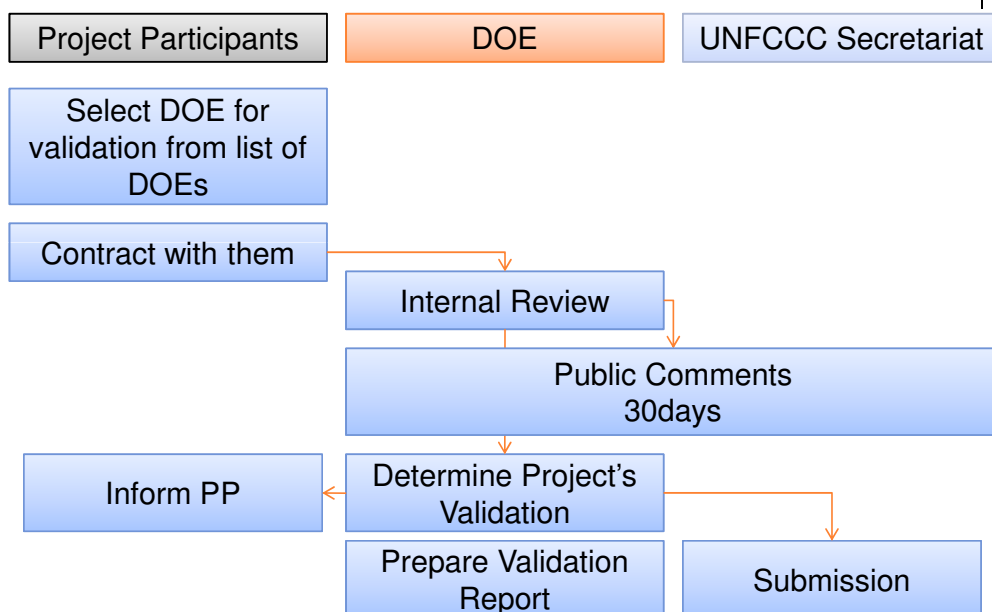 Project Participants
DOE
UNFCCC Secretariat
Select DOE for
validation from list of
DOEs
Contract with them
Internal Review
Public Comments
30days
Inform PP
Determine Project's
Validation
Prepare Validation
Report
Submission